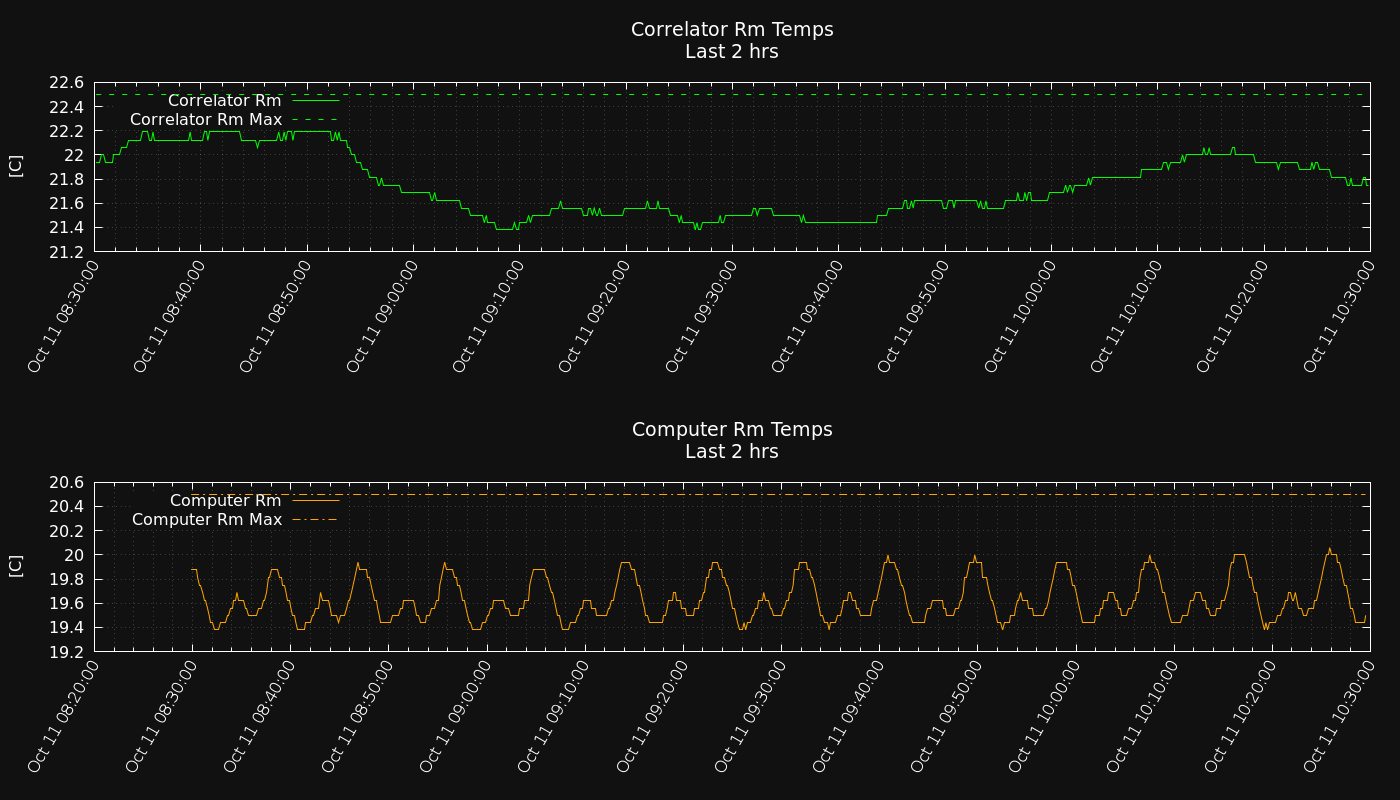 Correlator Rm Temps
Last 2 hrs
22.6
22.4
22.2
22
21.8
21.6
21.4
21.2
[C]
Correlator Rm
Correlator Rm Max
Oct 11 08:30:00
Oct 11 08:40:00
Oct 11 08:50:00
Oct 11 09:00:00
Oct 11 09:10:00
Oct 11 09:20:00
Oct 11 09:30:00
Oct 11 09:40:00
Oct 11 09:50:00
Oct 11 10:00:00
Oct 11 10:10:00
Oct 11 10:20:00
Oct 11 10:30:00
Computer Rm Temps
Last 2 hrs
20.6
20.4
20.2
20
19.8
19.6
19.4
19.2
[C]
Computer Rm
Computer Rm Max
Oct 11 08:20:00
Oct 11 08:30:00
Oct 11 08:40:00
Oct 11 08:50:00
Oct 11 09:00:00
Oct 11 09:10:00
Oct 11 09:20:00
Oct 11 09:30:00
Oct 11 09:40:00
Oct 11 09:50:00
Oct 11 10:00:00
Oct 11 10:10:00
Oct 11 10:20:00
Oct 11 10:30:00